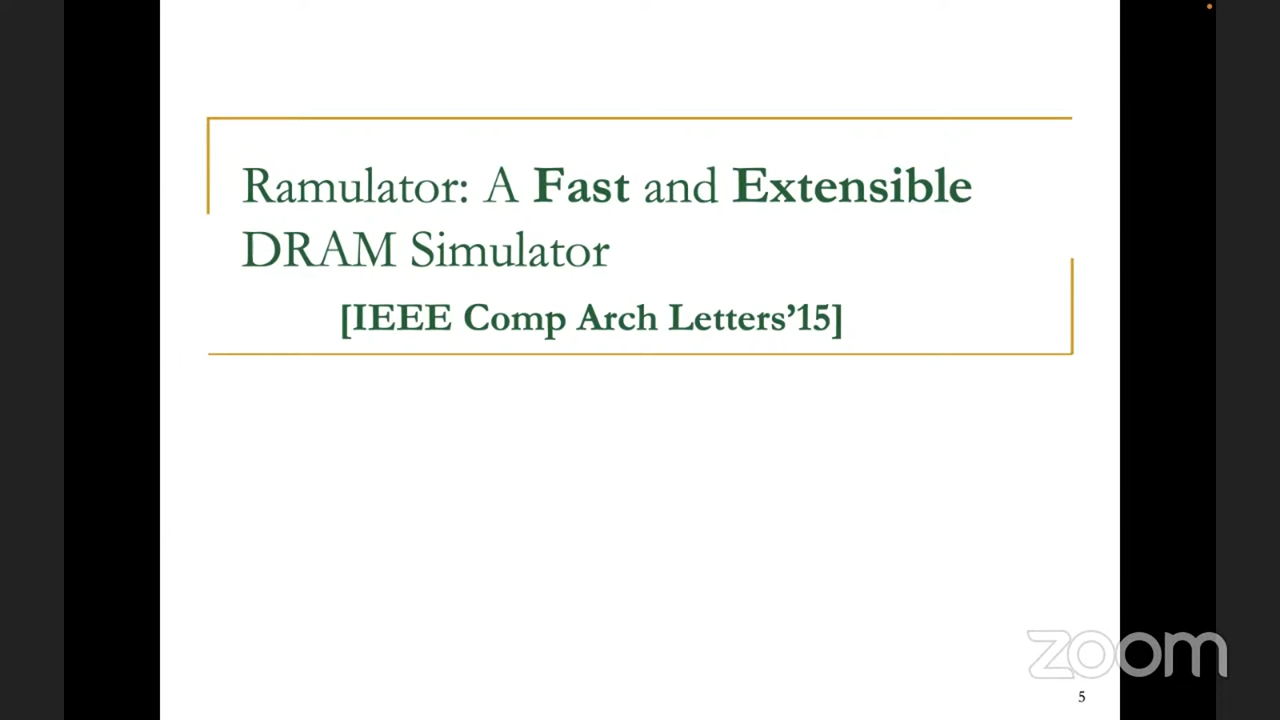 Ramulator: A Fast and Extensible
DRAM Simulator
[IEEE Comp Arch Letters’15]
zoom
5